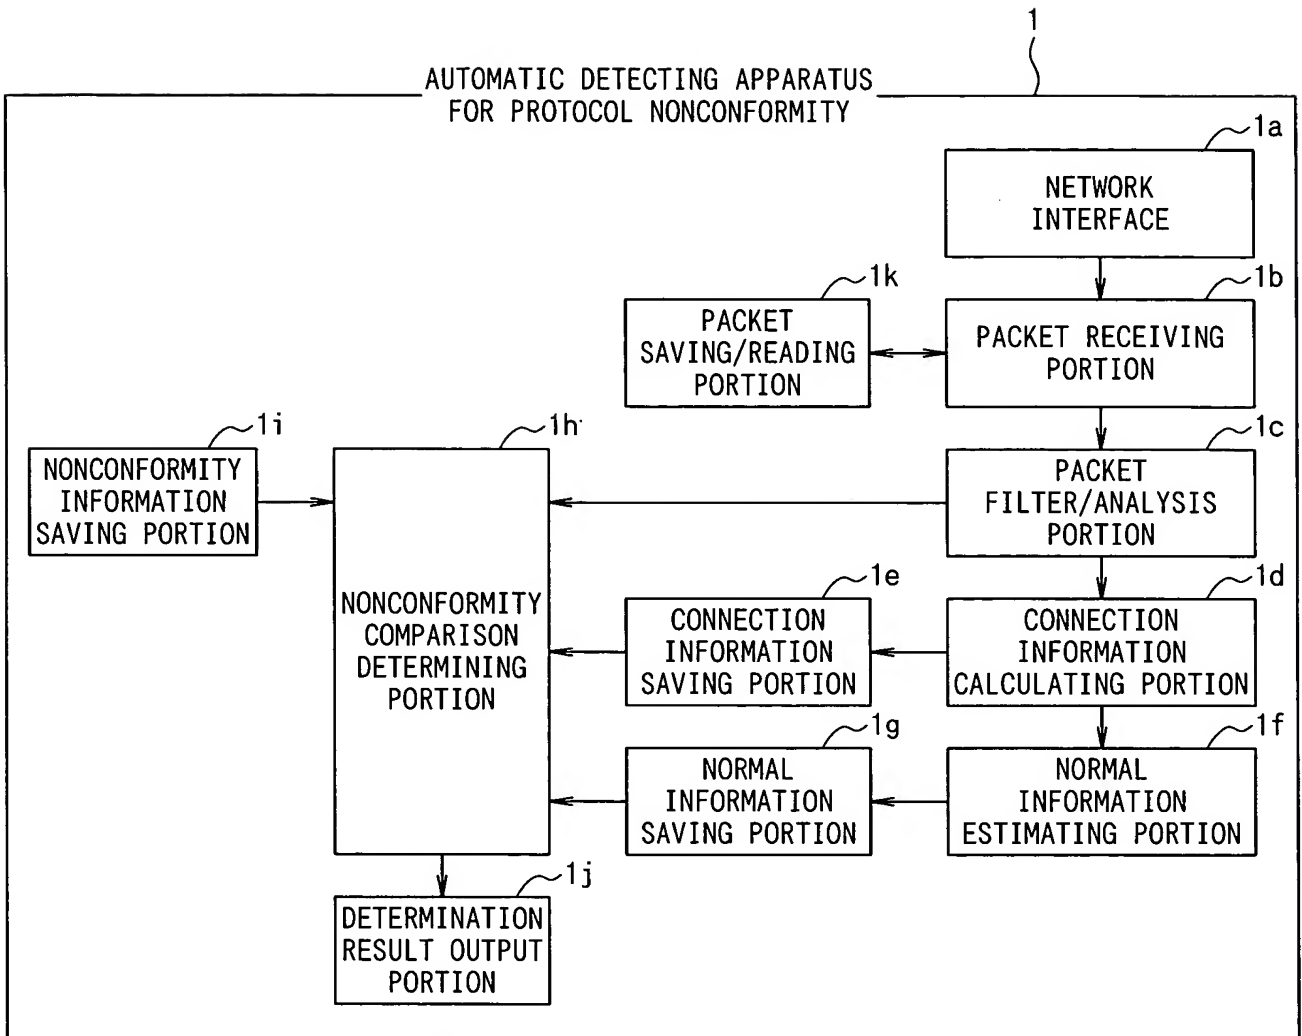 1
AUTOMATIC DETECTING APPARATUS
FOR PROTOCOL NONCONFORMITY
1a
NETWORK
INTERFACE
1k
PACKET
SAVING/READING
PORTION
1b
PACKET RECEIVING
PORTION
1i
NONCONFORMITY
INFORMATION
SAVING PORTION
1h
NONCONFORMITY
COMPARISON
DETERMINING
PORTION
1c
PACKET
FILTER/ANALYSIS
PORTION
1e
CONNECTION
INFORMATION
SAVING PORTION
1d
CONNECTION
INFORMATION
CALCULATING PORTION
1g
NORMAL
INFORMATION
SAVING PORTION
1f
NORMAL
INFORMATION
ESTIMATING PORTION
1j
DETERMINATION
RESULT OUTPUT
PORTION